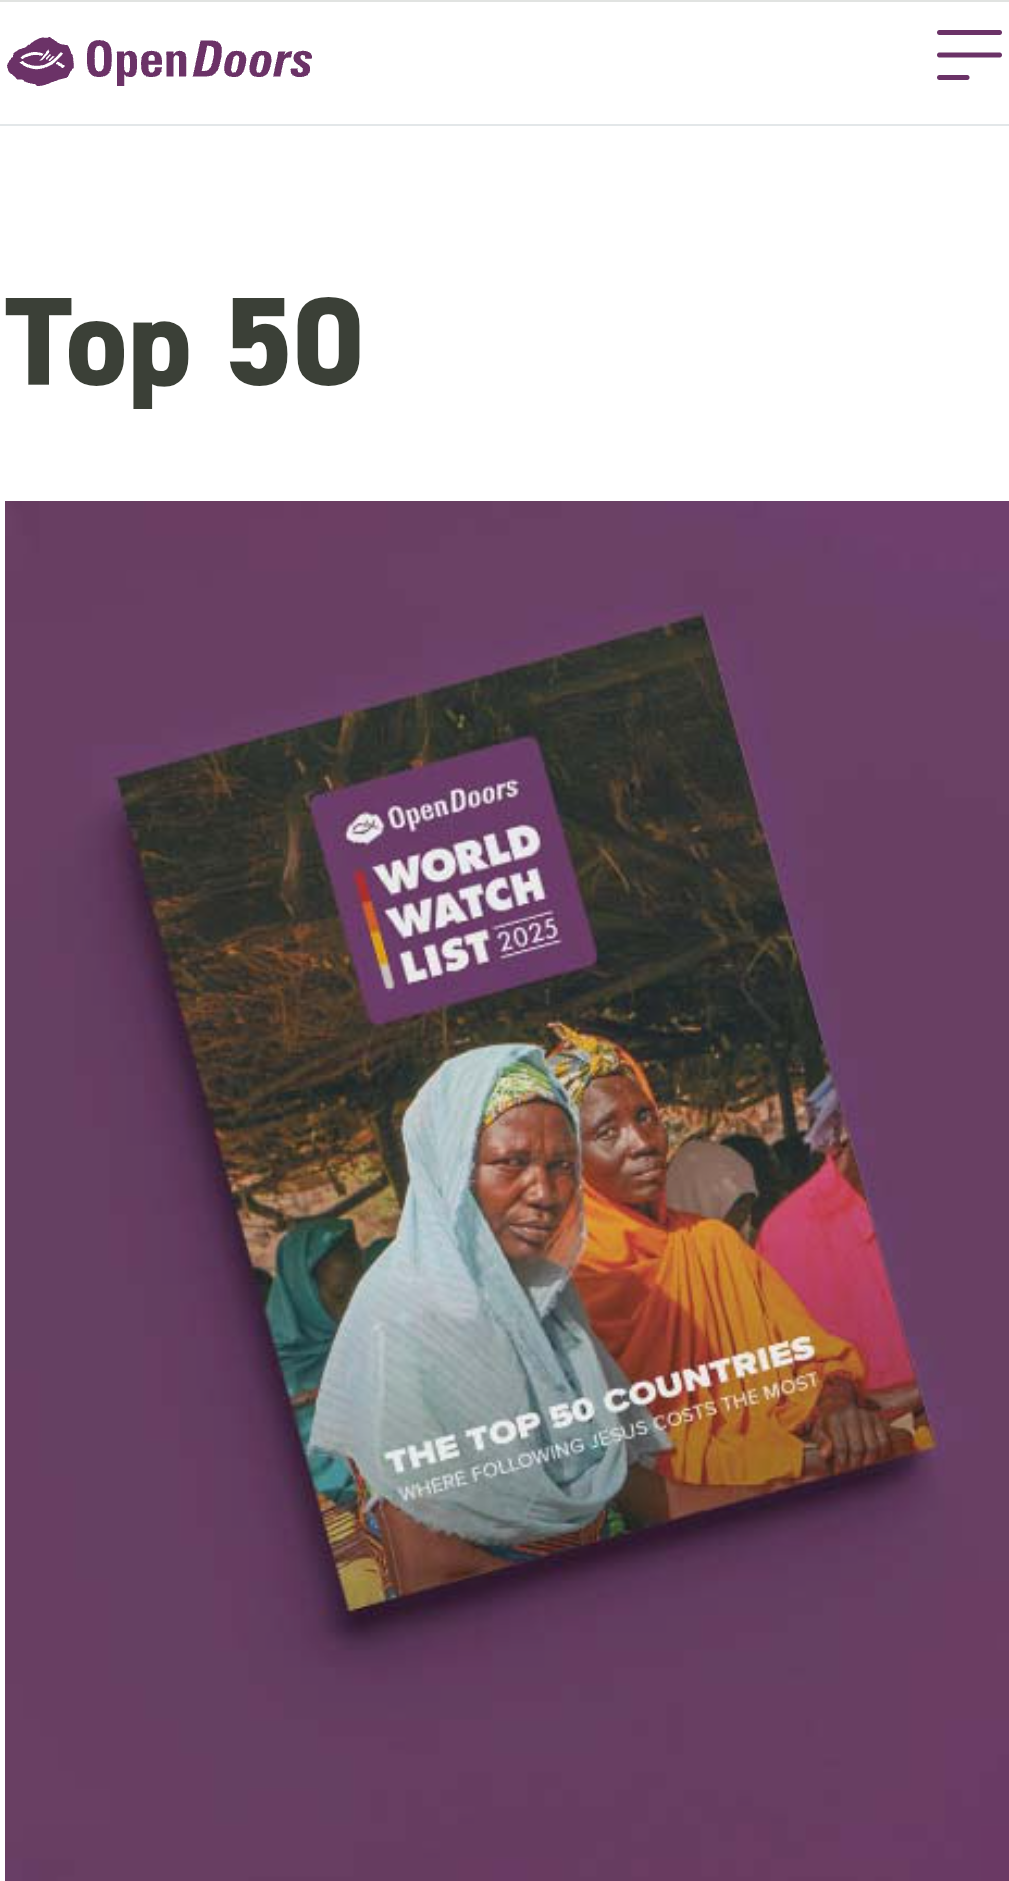 Open Doors
Top 50
Open Doors
WORLD
WATCH
LIST 2025
THE TOP 50 COUNTRIES
WHERE FOLLOWING JESUS COSTS THE MOST